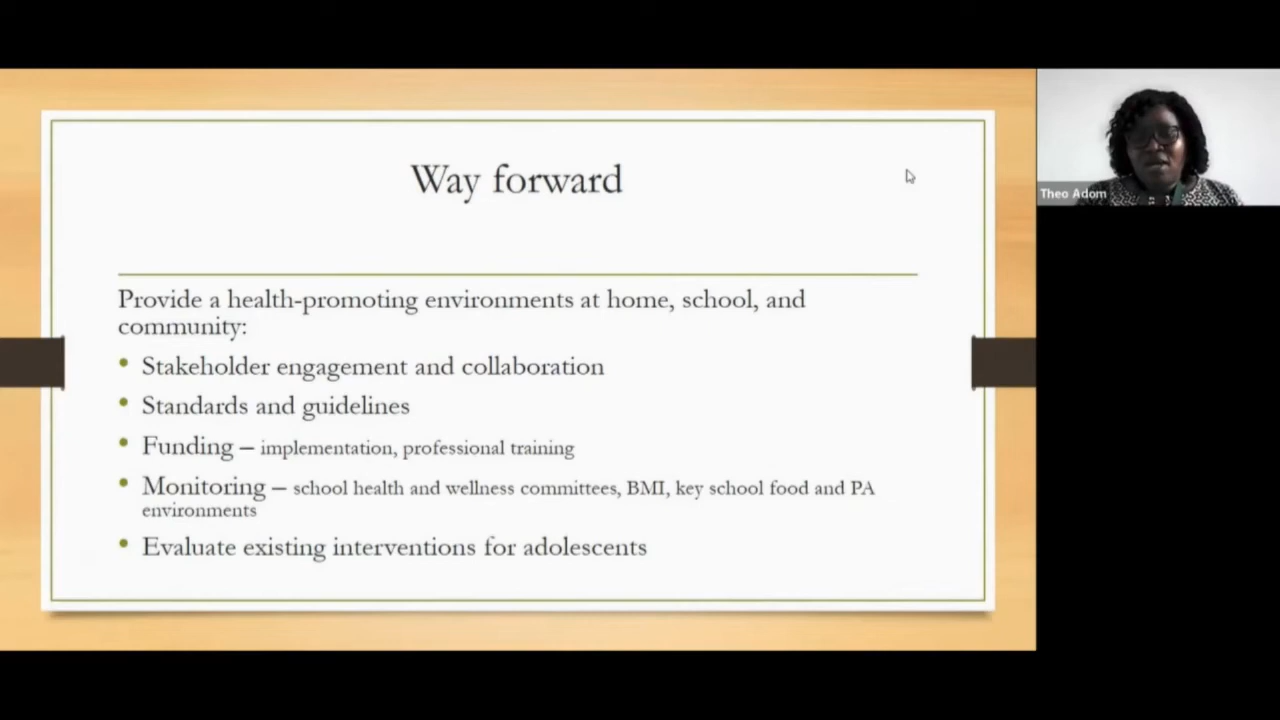 Way forward
Provide a health-promoting environments at home, school, and
community:
• Stakeholder engagement and collaboration
• Standards and guidelines
• Funding – implementation, professional training
• Monitoring – school health and wellness committees, BMI, key school food and PA
environments
• Evaluate existing interventions for adolescents
Theo Adom